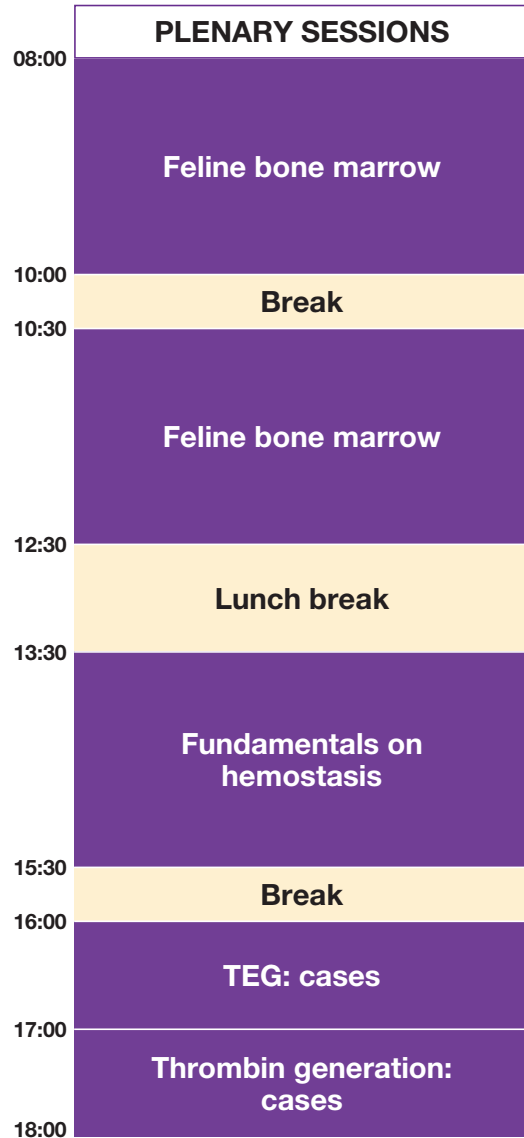 PLENARY SESSIONS
08:00
Feline bone marrow
10:00
Break
10:30
Feline bone marrow
12:30
Lunch break
13:30
Fundamentals on
hemostasis
15:30
Break
16:00
TEG: cases
17:00
Thrombin generation:
cases
18:00